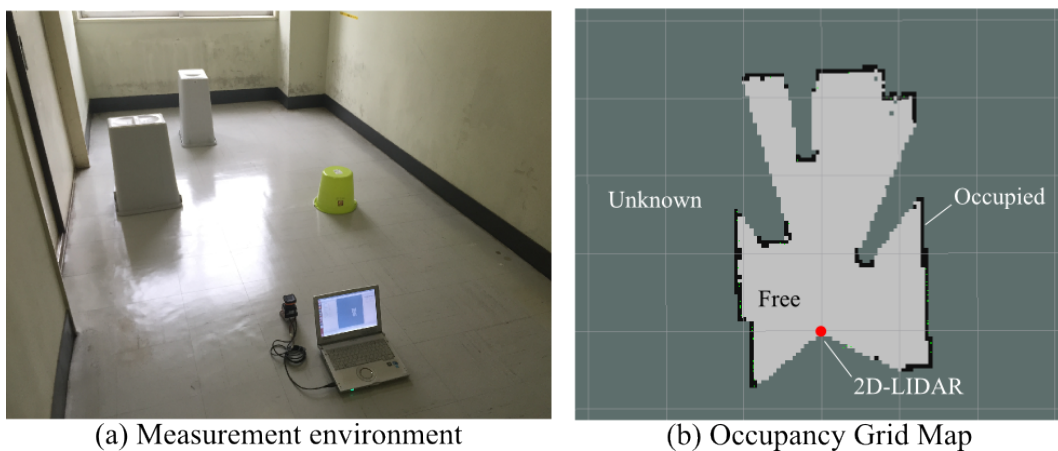 Unknown
Occupied
Free
2D-LIDAR
(a) Measurement environment
(b) Occupancy Grid Map